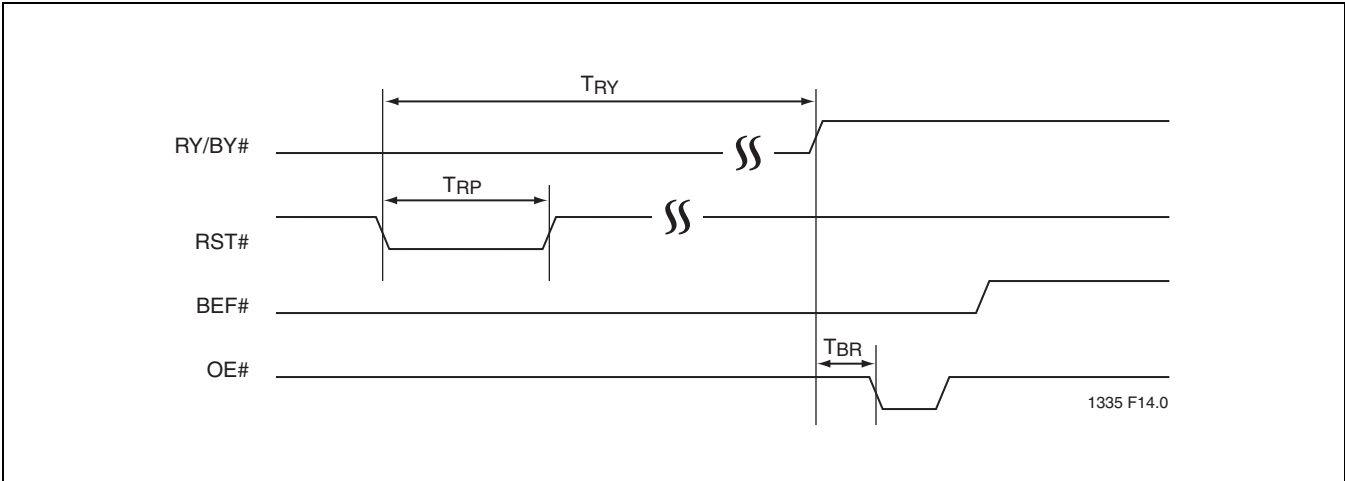 TRY
RY/BY#
TRP
RST#
BEF#
TBR
OE#
1335 F14.0